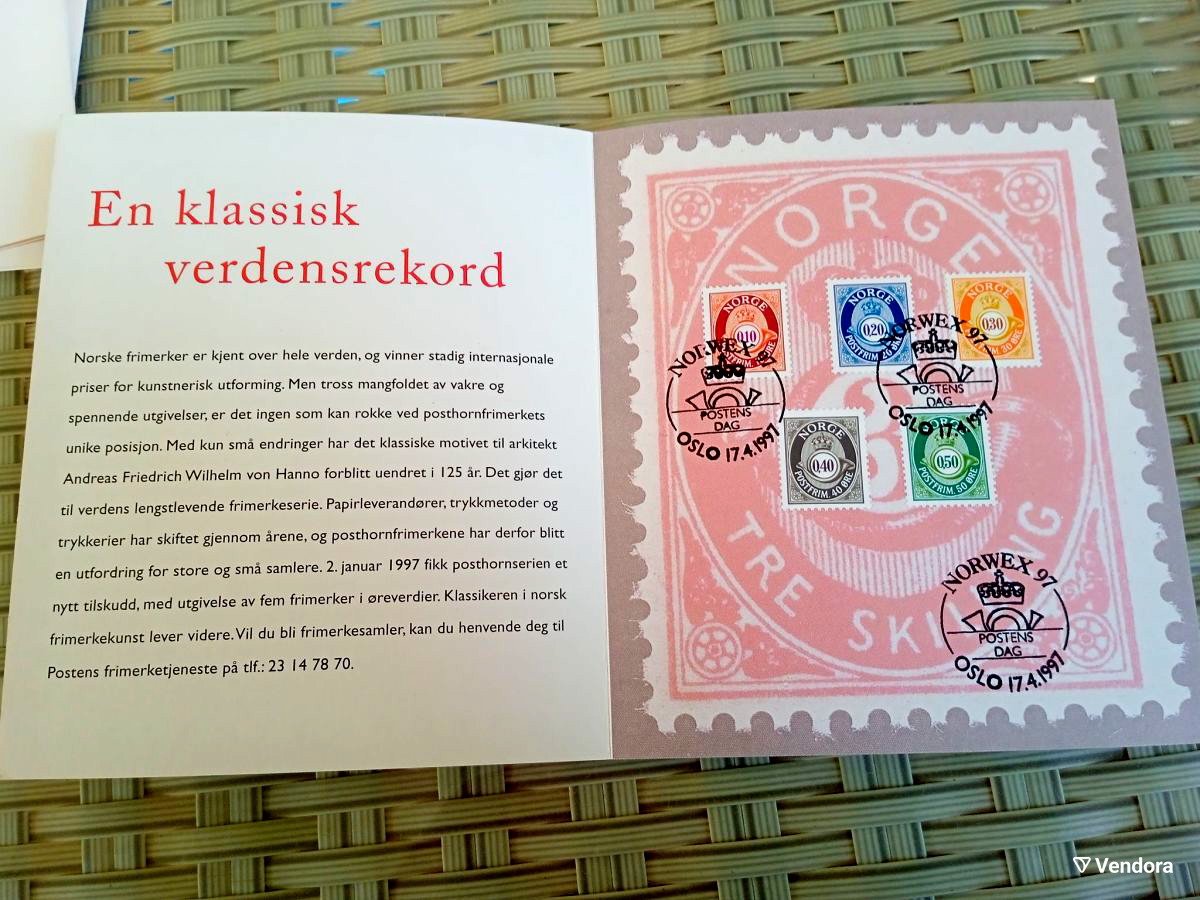 En klassisk
verdensrekord
Norske frimerker er kjent over hele verden, og vinner stadig internasjonale
priser for kunstnerisk utforming. Men tross mangfoldet av vakre og
spennende utgivelser, er det ingen som kan rokke ved posthornfrimerkets
unike posisjon. Med kun små endringer har det klassiske motivet til arkitekt
Andreas Friedrich Wilhelm von Hanno forblitt uendret i 125 år. Det gjør det
til verdens lengstlevende frimerkeserie. Papirleverandører, trykkmetoder og
trykkerier har skiftet gjennom årene, og posthornfrimerkene har derfor blitt
en utfordring for store og små samlere. 2. januar 1997 fikk posthornserien et
nytt tilskudd, med utgivelse av fem frimerker i øreverdier. Klassikeren i norsk
frimerkekunst lever videre. Vil du bli frimerkesamler, kan du henvende deg til
Postens frimerketjeneste på tlf.: 23 14 78 70.
NORGE
NORGE
0,10
NORGE
0,20
POSTFRIM. 20 ØRE
NORGE
0,30
30 ØRE
NORWEX 97
POSTENS
DAG
OSLO 17.4.1997
NORWEX 97
POSTENS
DAG
OSLO 17.4.1997
NORGE
0,40
POSTFRIM. 40 ØRE
NORGE
0,50
POSTFRIM. 50 ØRE
3
TRE SKILLING
NORWEX 97
POSTENS
DAG
OSLO 17.4.1997
Vendora